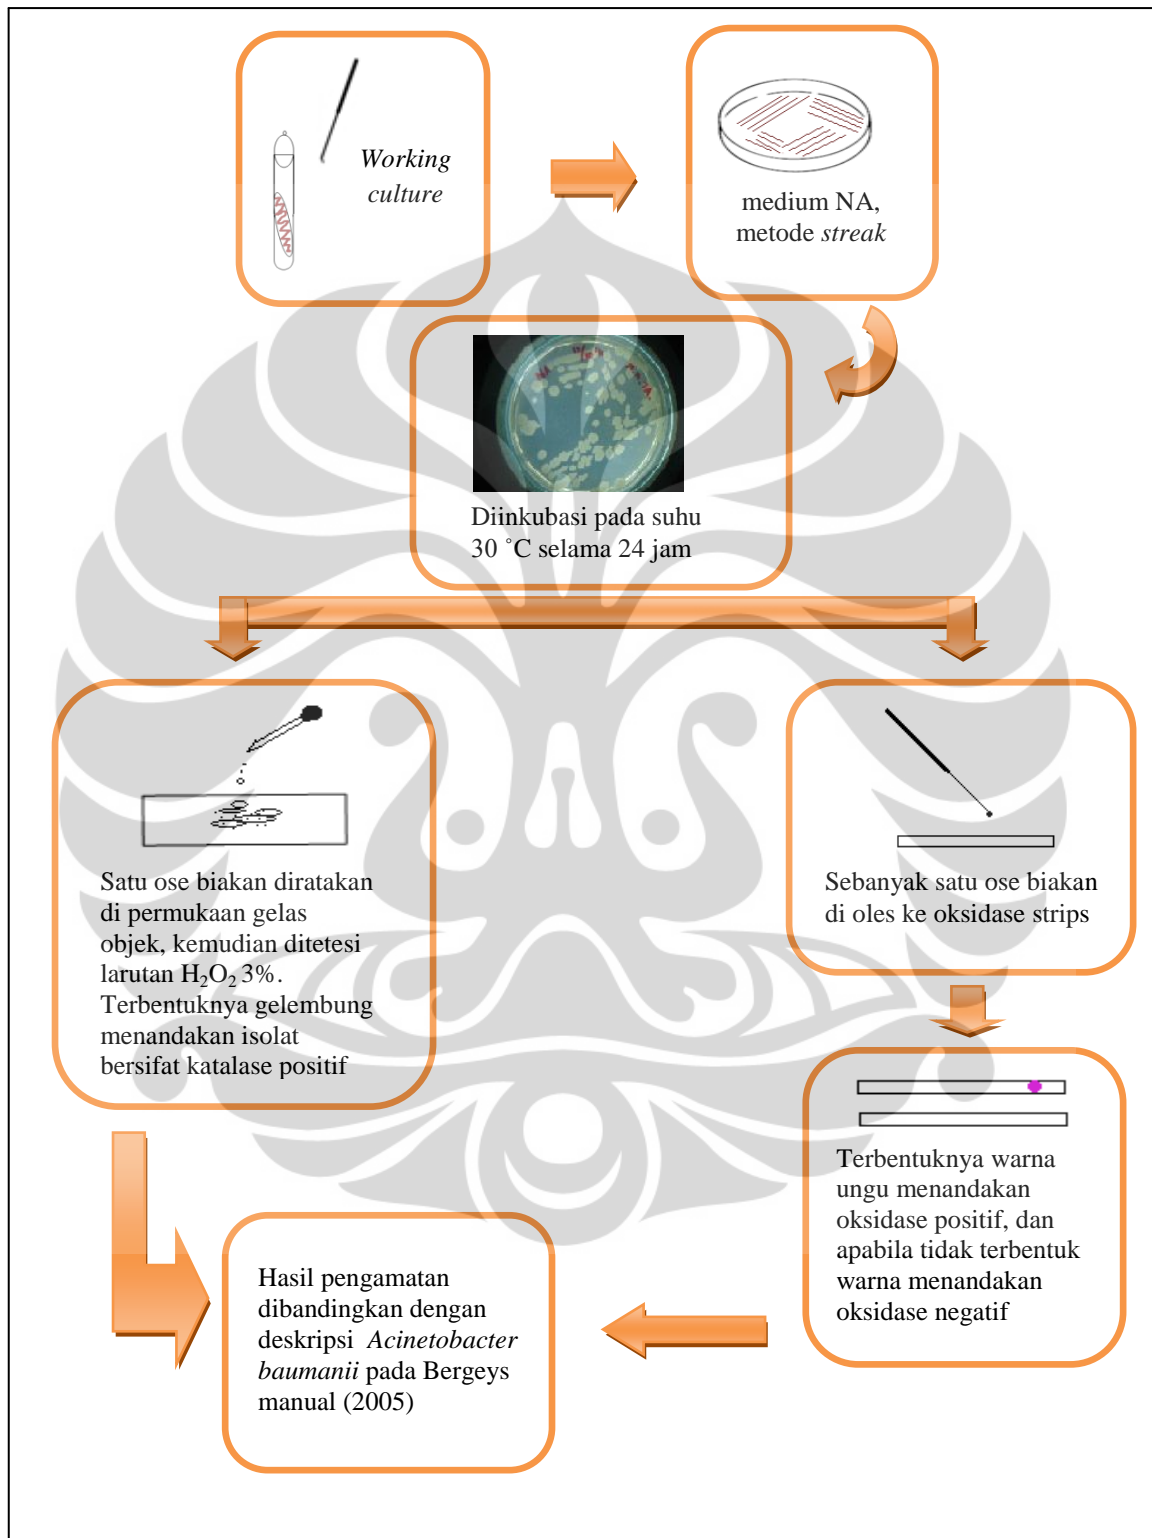 Working
culture
medium NA,
metode streak
Diinkubasi pada suhu
30 ˚C selama 24 jam
Satu ose biakan diratakan
di permukaan gelas
objek, kemudian ditetesi
larutan H₂O₂ 3%.
Terbentuknya gelembung
menandakan isolat
bersifat katalase positif
Sebanyak satu ose biakan
di oles ke oksidase strips
Terbentuknya warna
ungu menandakan
oksidase positif, dan
apabila tidak terbentuk
warna menandakan
oksidase negatif
Hasil pengamatan
dibandingkan dengan
deskripsi Acinetobacter
baumanii pada Bergeys
manual (2005)